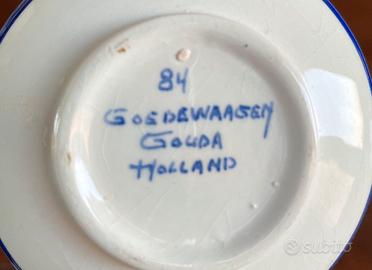 84
GOEDEWAAGEN
GOUDA
HOLLAND
subito